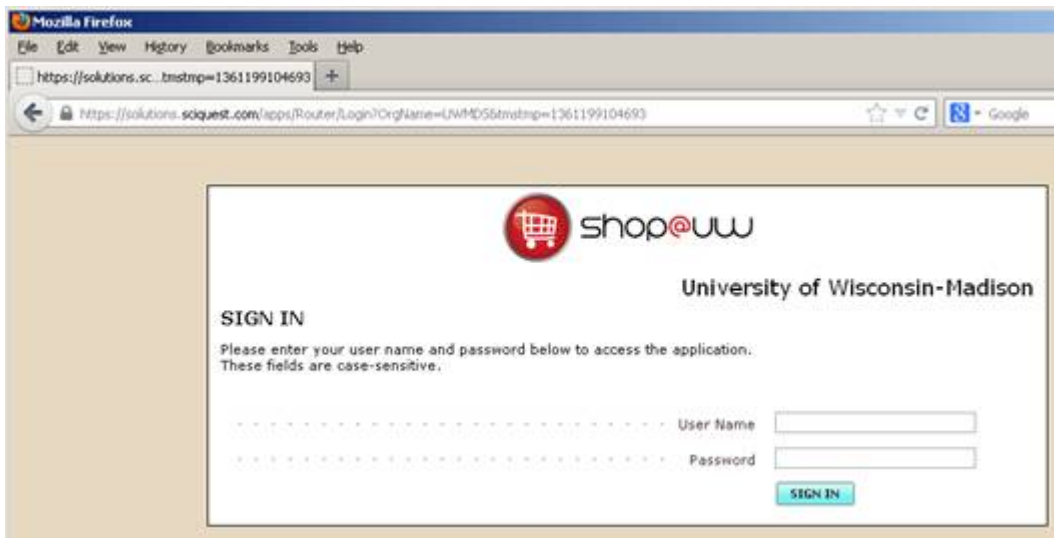 Mozilla Firefox
File Edit View History Bookmarks Tools Help
https://solutions.sc...tmstmp=1361199104693 +
https://solutions.sciquest.com/apps/Router/Login?OrgName=UWMDS&tmstmp=1361199104693 Google
shop@UW
University of Wisconsin-Madison
SIGN IN
Please enter your user name and password below to access the application.
These fields are case-sensitive.
User Name
Password
SIGN IN